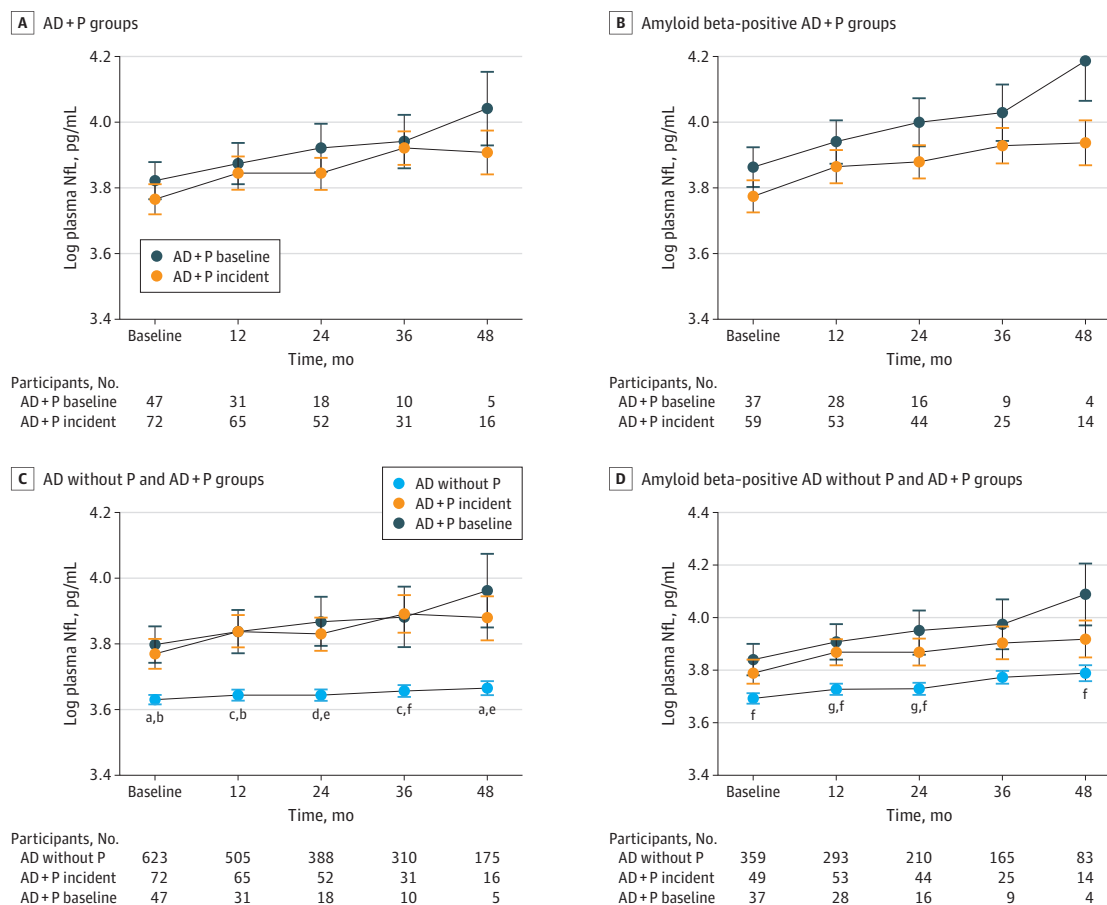 A AD+P groups
4.2
4.0
3.8
3.6
3.4
Log plasma NfL, pg/mL
AD+P baseline
AD+P incident
Baseline 12 24 36 48
Time, mo
Participants, No.
AD+P baseline 47 31 18 10 5
AD+P incident 72 65 52 31 16
B Amyloid beta-positive AD+P groups
4.2
4.0
3.8
3.6
3.4
Log plasma NfL, pg/mL
Baseline 12 24 36 48
Time, mo
Participants, No.
AD+P baseline 37 28 16 9 4
AD+P incident 59 53 44 25 14
C AD without P and AD+P groups
AD without P
AD+P incident
AD+P baseline
4.2
4.0
3.8
3.6
3.4
Log plasma NfL, pg/mL
a,b c,b d,e c,f a,e
Baseline 12 24 36 48
Time, mo
Participants, No.
AD without P 623 505 388 310 175
AD+P incident 72 65 52 31 16
AD+P baseline 47 31 18 10 5
D Amyloid beta-positive AD without P and AD+P groups
4.4
4.2
4.0
3.8
3.6
3.4
Log plasma NfL, pg/mL
f g,f g,f f
Baseline 12 24 36 48
Time, mo
Participants, No.
AD without P 359 293 210 165 83
AD+P incident 49 53 44 25 14
AD+P baseline 37 28 16 9 4